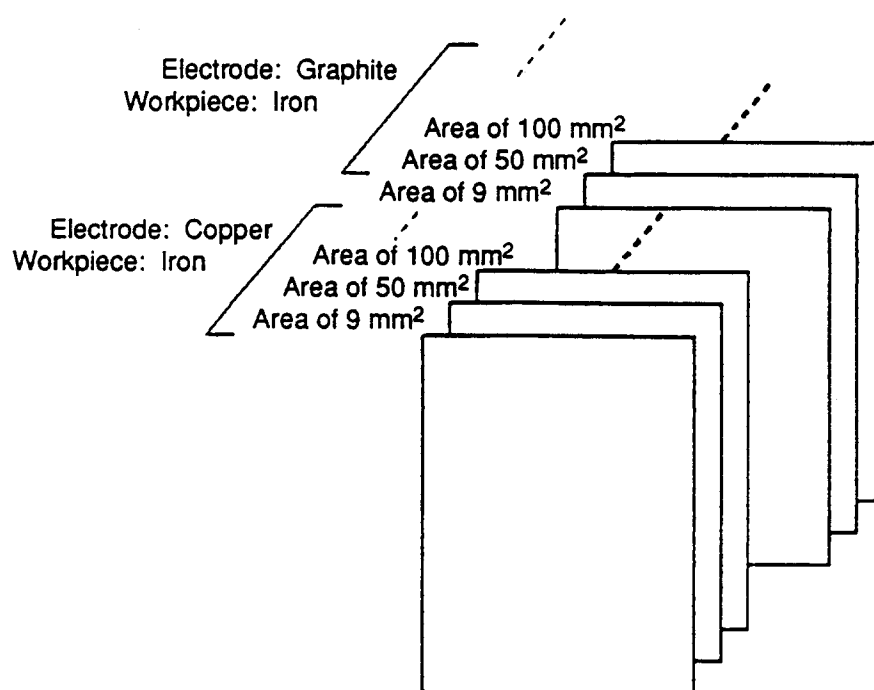 Electrode: Graphite
Workpiece: Iron
Area of 100 mm²
Area of 50 mm²
Area of 9 mm²
Electrode: Copper
Workpiece: Iron
Area of 100 mm²
Area of 50 mm²
Area of 9 mm²